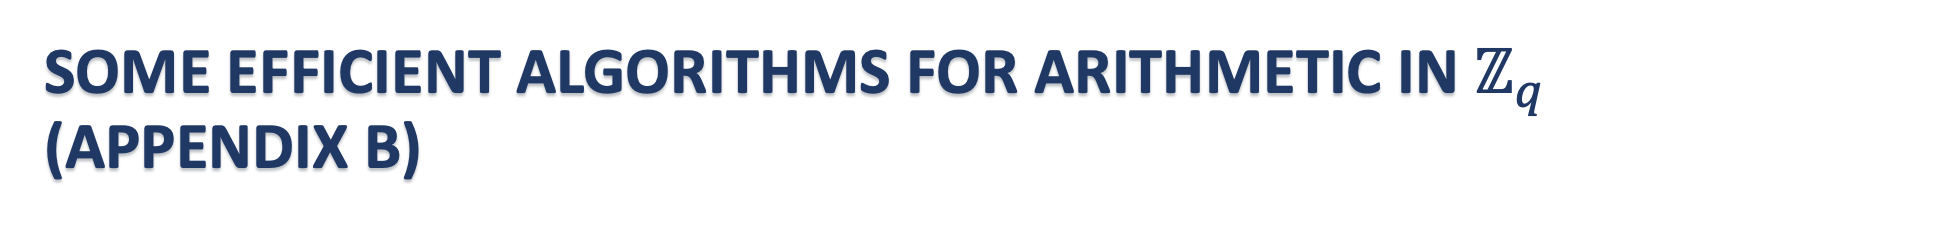 SOME EFFICIENT ALGORITHMS FOR ARITHMETIC IN ℤ_q
(APPENDIX B)